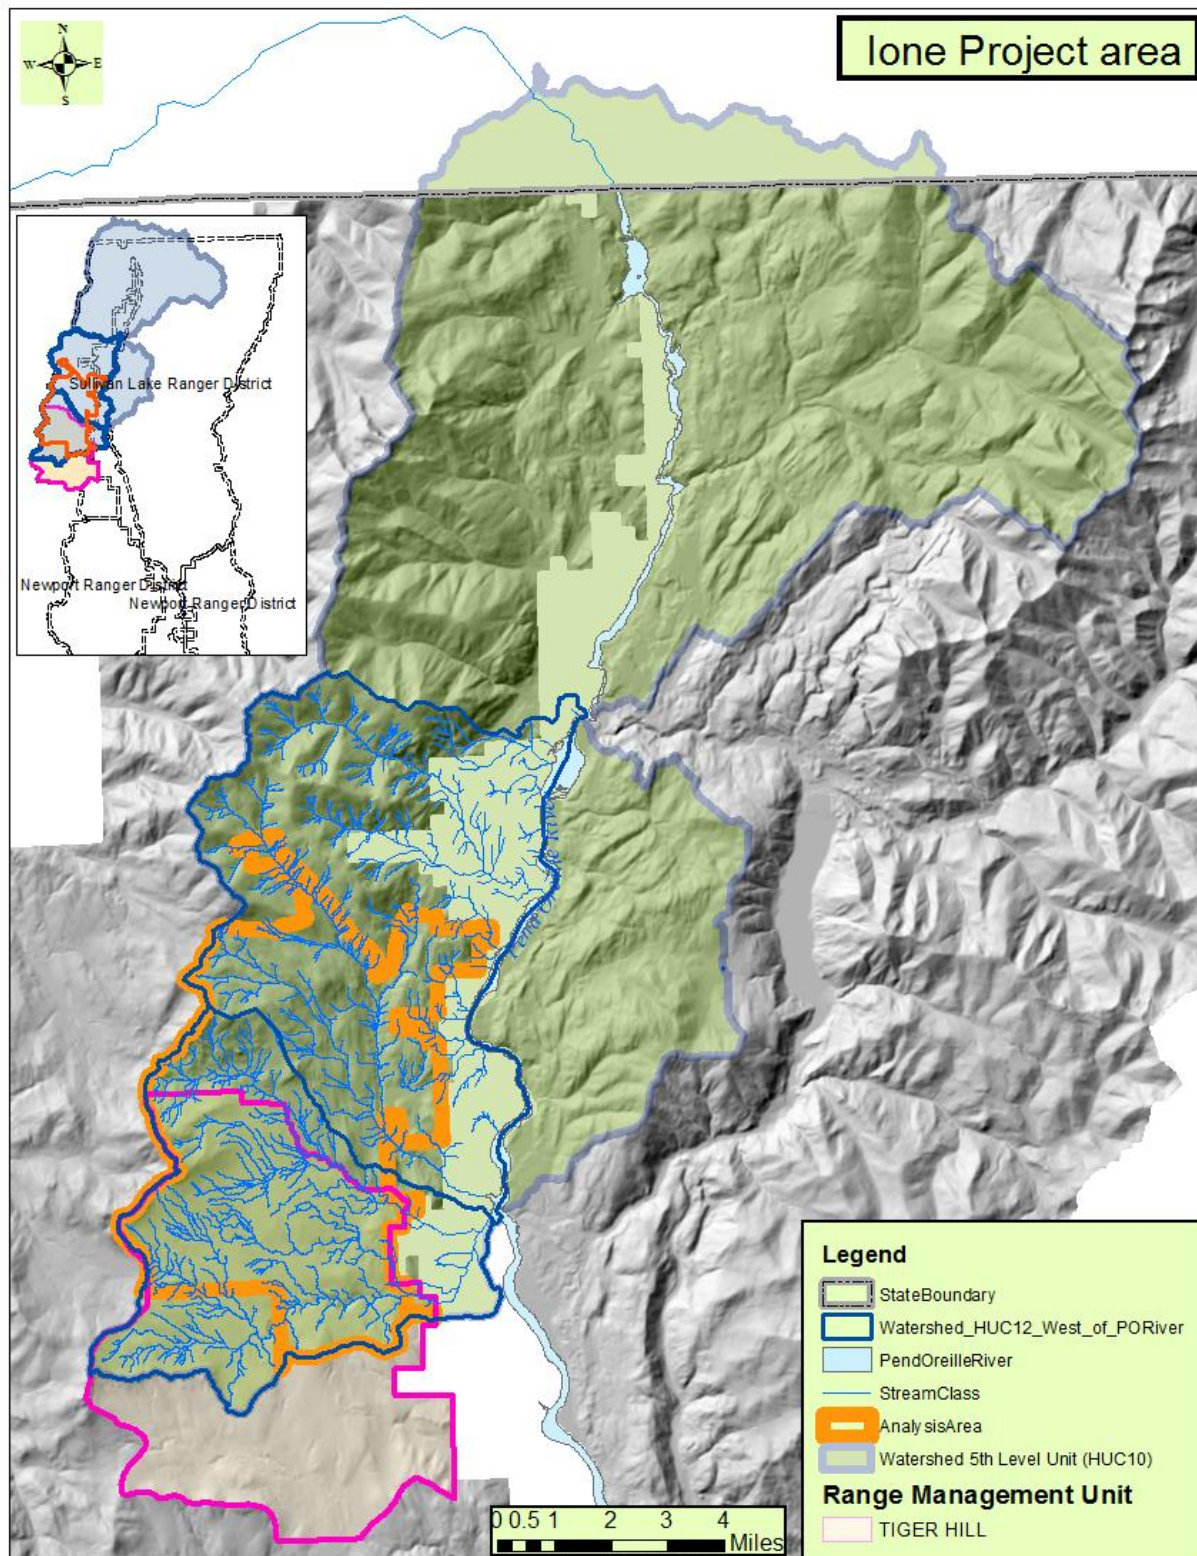 Ione Project area
N
W E
S
Sullivan Lake Ranger District
Newport Ranger District
Newport Ranger District
Legend
StateBoundary
Watershed_HUC12_West_of_PORiver
PendOreilleRiver
StreamClass
AnalysisArea
Watershed 5th Level Unit (HUC10)
Range Management Unit
TIGER HILL
0 0.5 1 2 3 4
Miles